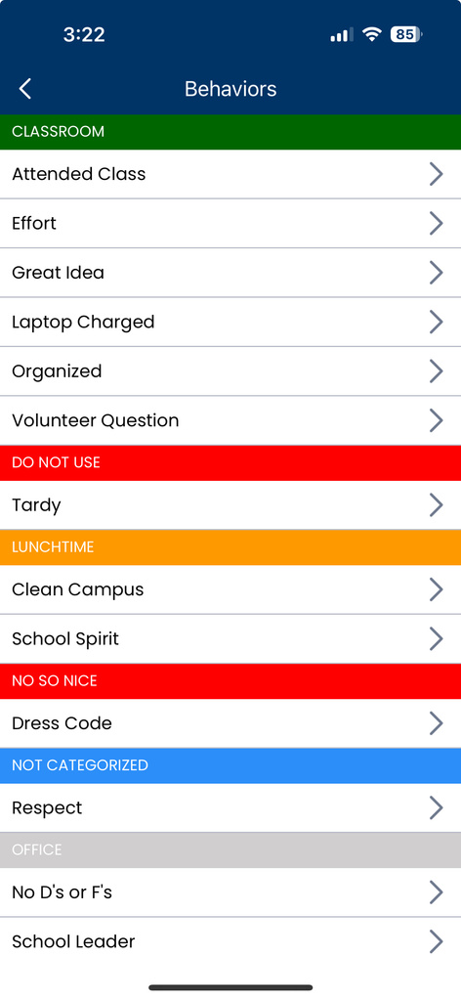 3:22
85
Behaviors
CLASSROOM
Attended Class
Effort
Great Idea
Laptop Charged
Organized
Volunteer Question
DO NOT USE
Tardy
LUNCHTIME
Clean Campus
School Spirit
NO SO NICE
Dress Code
NOT CATEGORIZED
Respect
OFFICE
No D's or F's
School Leader